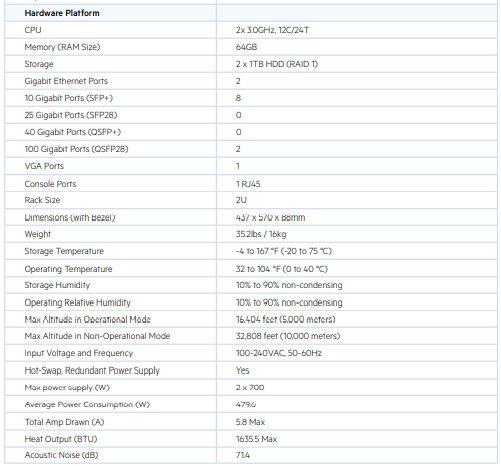 Hardware Platform
CPU 2x 3.0GHz, 12C/24T
Memory (RAM Size) 64GB
Storage 2 x 1TB HDD (RAID 1)
Gigabit Ethernet Ports 2
10 Gigabit Ports (SFP+) 8
25 Gigabit Ports (SFP28) 0
40 Gigabit Ports (QSFP+) 0
100 Gigabit Ports (QSFP28) 2
VGA Ports 1
Console Ports 1 RJ45
Rack Size 2U
Dimensions (with Bezel) 437 x 570 x 88mm
Weight 35.2lbs / 16kg
Storage Temperature -4 to 167 °F (-20 to 75 °C)
Operating Temperature 32 to 104 °F (0 to 40 °C)
Storage Humidity 10% to 90% non-condensing
Operating Relative Humidity 10% to 90% non-condensing
Max Altitude in Operational Mode 16,404 feet (5,000 meters)
Max Altitude in Non-Operational Mode 32,808 feet (10,000 meters)
Input Voltage and Frequency 100-240VAC, 50-60Hz
Hot-Swap, Redundant Power Supply Yes
Max power supply (W) 2 x 700
Average Power Consumption (W) 479.6
Total Amp Drawn (A) 5.8 Max
Heat Output (BTU) 1635.5 Max
Acoustic Noise (dB) 71.4